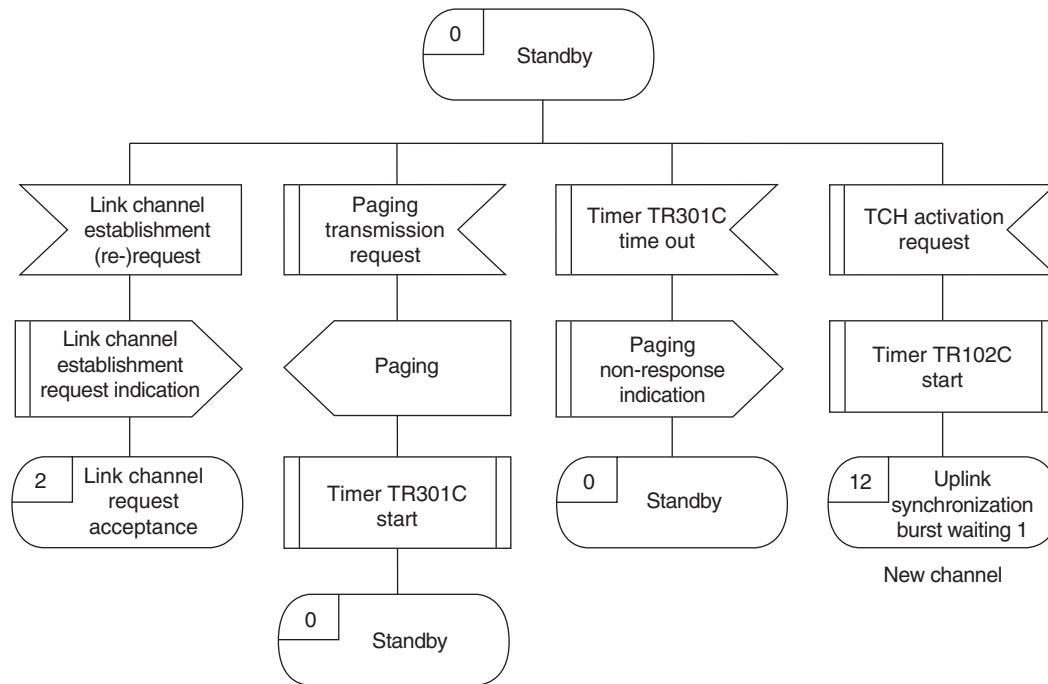 0
Standby
Link channel
establishment
(re-)request
Paging
transmission
request
Timer TR301C
time out
TCH activation
request
Link channel
establishment
request indication
Paging
Paging
non-response
indication
Timer TR102C
start
2
Link channel
request
acceptance
Timer TR301C
start
0
Standby
12
Uplink
synchronization
burst waiting 1
New channel
0
Standby